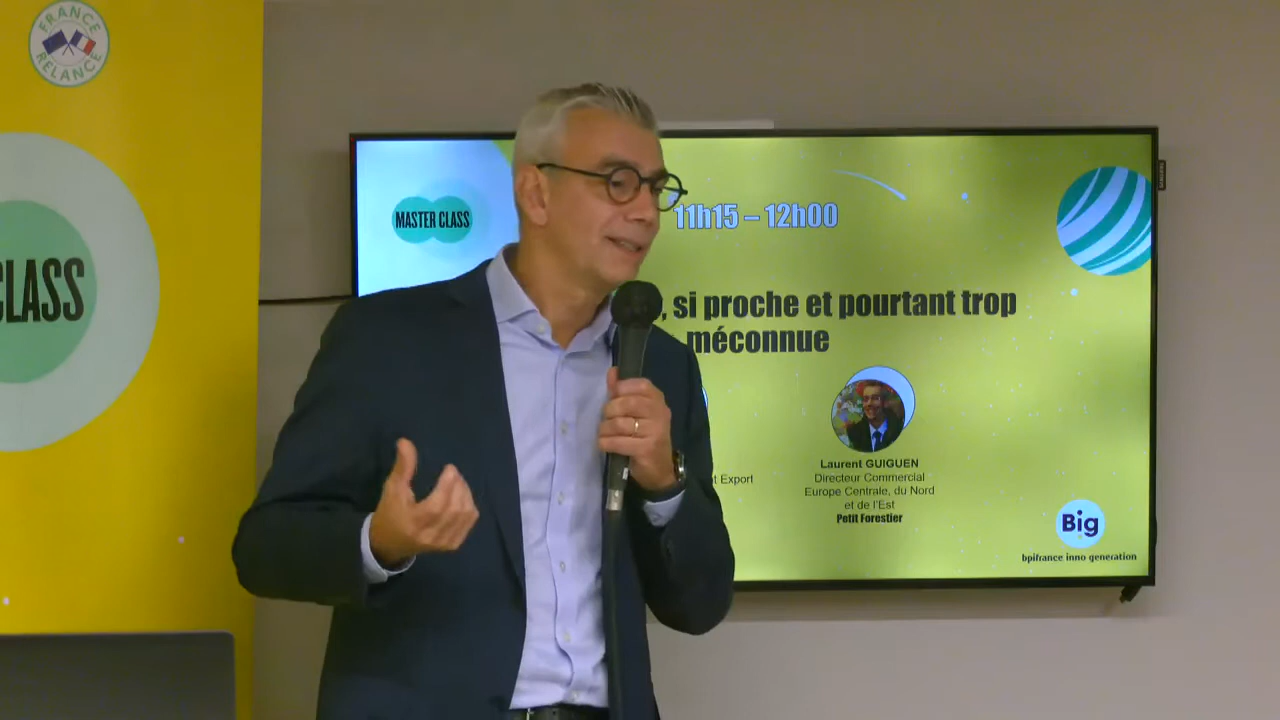 FRANCE
RELANCE
CLASS
MASTER CLASS
11h15 – 12h00
, si proche et pourtant trop
méconnue
t Export
Laurent GUIGUEN
Directeur Commercial
Europe Centrale, du Nord
et de l'Est
Petit Forestier
Big
bpifrance inno generation